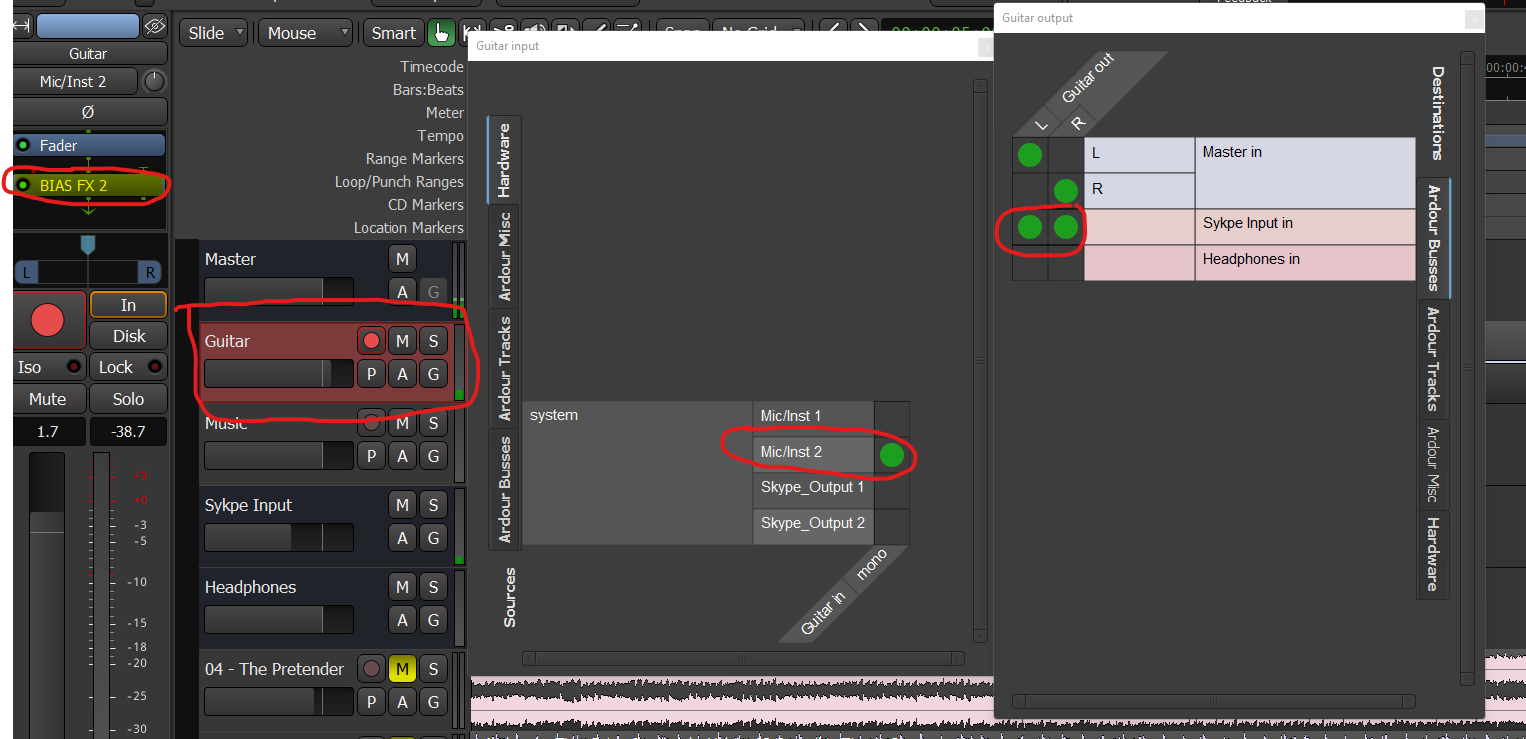 Guitar
Mic/Inst 2
Ø
Fader
BIAS FX 2
L
R
In
Disk
Iso
Lock
Mute
Solo
1.7
-38.7
+3
+0
-3
-5
-10
-15
-18
-20
-25
-30
Slide
Mouse
Smart
No Grid
Timecode
Bars:Beats
Meter
Tempo
Range Markers
Loop/Punch Ranges
CD Markers
Location Markers
Master
M
A G
Guitar
M S
P A G
Music
M S
P A G
Sykpe Input
M S
A G
Headphones
M S
A G
04 - The Pretender
M S
P A G
Guitar input
Hardware
Ardour Misc
Ardour Tracks
Ardour Busses
Sources
system
Mic/Inst 1
Mic/Inst 2
Skype_Output 1
Skype_Output 2
Guitar in
mono
Guitar output
Guitar out
L
R
L
Master in
R
Sykpe Input in
Headphones in
Destinations
Ardour Busses
Ardour Tracks
Ardour Misc
Hardware